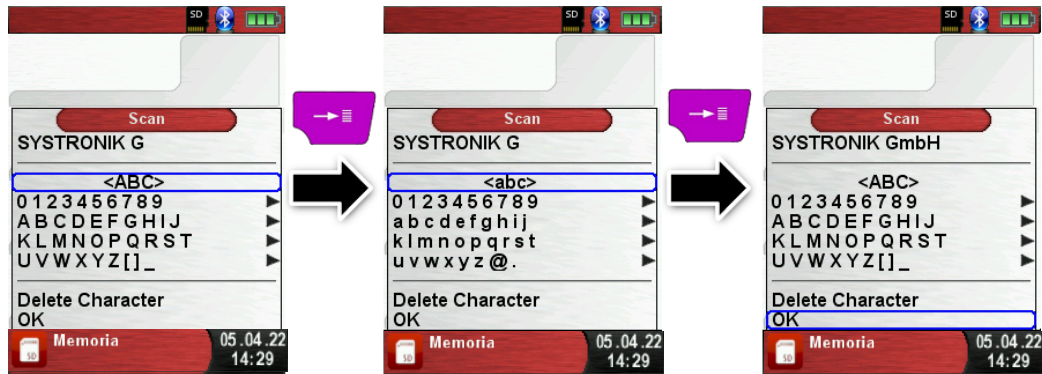 SD
Scan
SYSTRONIK G
<ABC>
0 1 2 3 4 5 6 7 8 9
A B C D E F G H I J
K L M N O P Q R S T
U V W X Y Z [ ] _
Delete Character
OK
SD
Memoria
05.04.22
14:29
SD
Scan
SYSTRONIK G
<abc>
0 1 2 3 4 5 6 7 8 9
a b c d e f g h i j
k l m n o p q r s t
u v w x y z @ .
Delete Character
OK
SD
Memoria
05.04.22
14:29
SD
Scan
SYSTRONIK GmbH
<ABC>
0 1 2 3 4 5 6 7 8 9
A B C D E F G H I J
K L M N O P Q R S T
U V W X Y Z [ ] _
Delete Character
OK
SD
Memoria
05.04.22
14:29